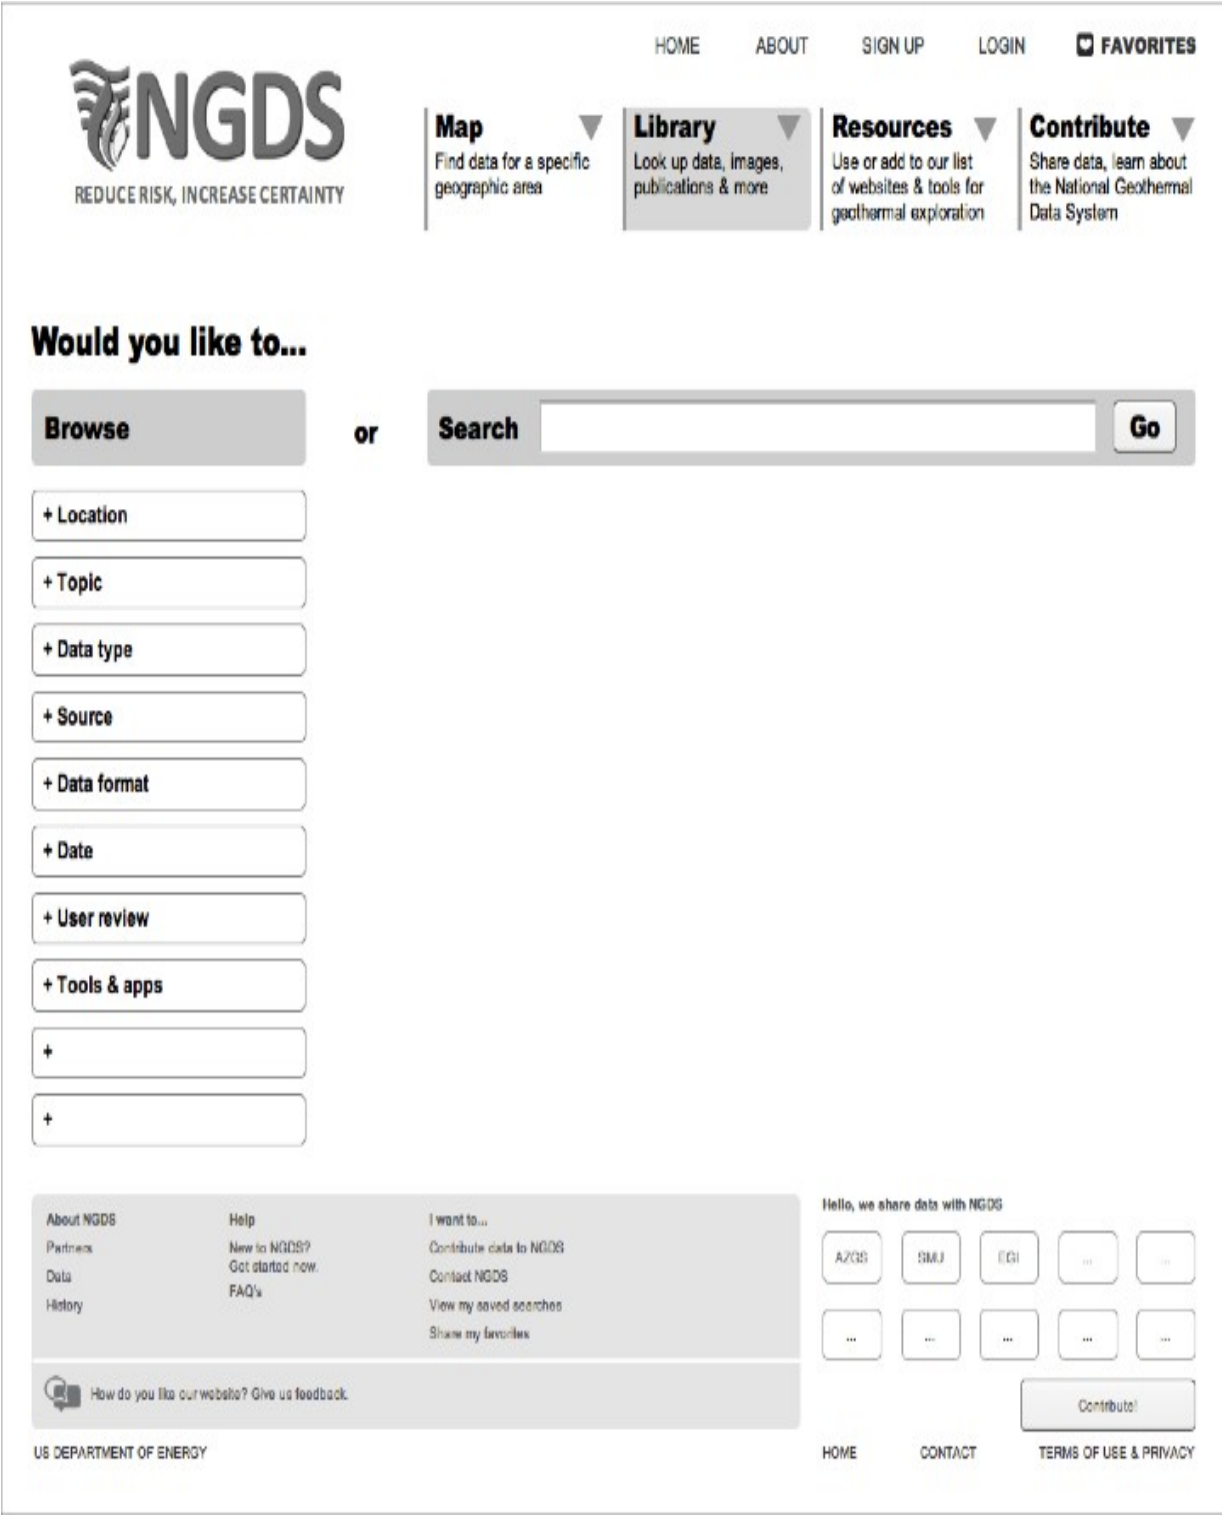 HOME ABOUT SIGN UP LOGIN FAVORITES
NGDS
REDUCE RISK, INCREASE CERTAINTY
Map
Find data for a specific
geographic area
Library
Look up data, images,
publications & more
Resources
Use or add to our list
of websites & tools for
geothermal exploration
Contribute
Share data, learn about
the National Geothermal
Data System
Would you like to...
Browse or Search Go
+ Location
+ Topic
+ Data type
+ Source
+ Data format
+ Date
+ User review
+ Tools & apps
+
+
About NGDS
Partners
Data
History
Help
New to NGDS?
Get started now.
FAQ's
I want to...
Contribute data to NGDS
Contact NGDS
View my saved searches
Share my favorites
How do you like our website? Give us feedback.
Hello, we share data with NGDS
AZGS SMU EGI ... ...
... ... ... ... ...
Contribute!
US DEPARTMENT OF ENERGY
HOME CONTACT TERMS OF USE & PRIVACY